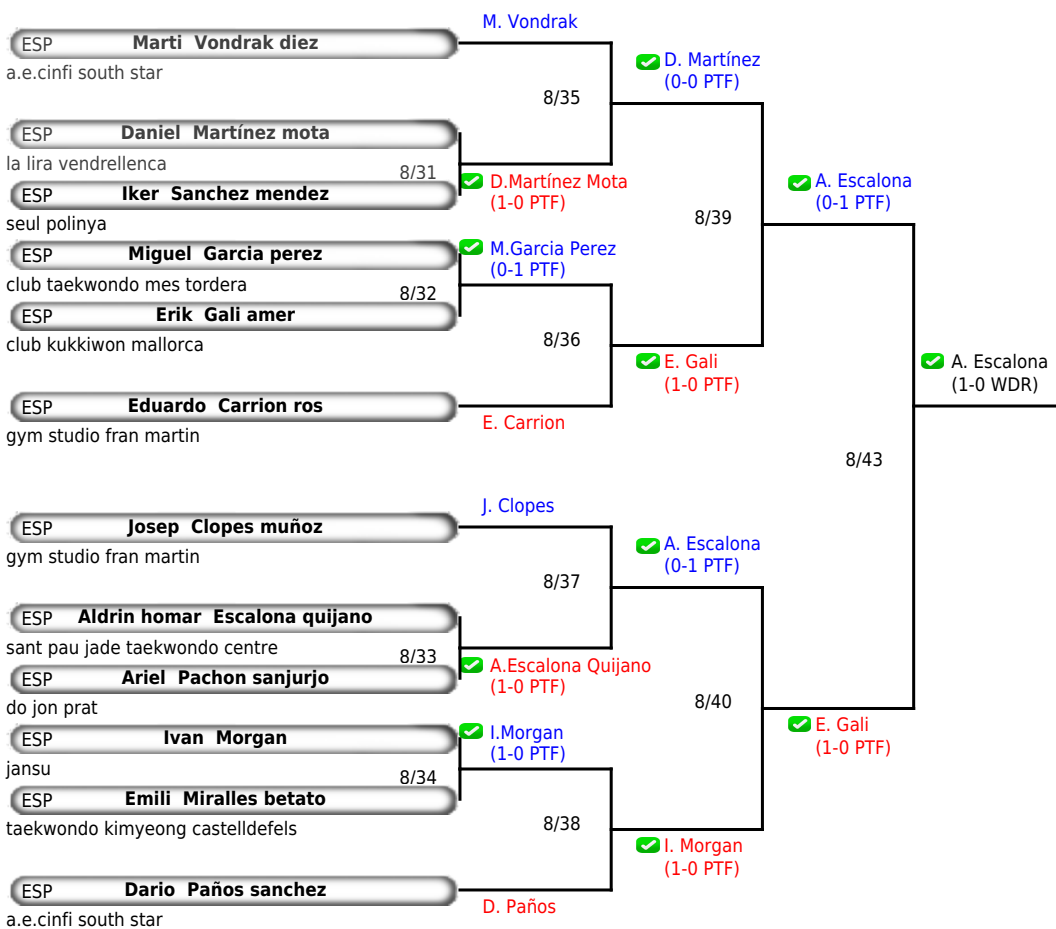 M. Vondrak
ESP Marti Vondrak diez
a.e.cinfi south star
D. Martínez
(0-0 PTF)
8/35
ESP Daniel Martínez mota
la lira vendrellenca
8/31
D.Martínez Mota
(1-0 PTF)
ESP Iker Sanchez mendez
seul polinya
A. Escalona
(0-1 PTF)
8/39
ESP Miguel Garcia perez
club taekwondo mes tordera
M.Garcia Perez
(0-1 PTF)
8/32
ESP Erik Gali amer
club kukkiwon mallorca
8/36
E. Gali
(1-0 PTF)
A. Escalona
(1-0 WDR)
ESP Eduardo Carrion ros
gym studio fran martin
E. Carrion
8/43
J. Clopes
ESP Josep Clopes muñoz
gym studio fran martin
A. Escalona
(0-1 PTF)
8/37
ESP Aldrin homar Escalona quijano
sant pau jade taekwondo centre
8/33
A.Escalona Quijano
(1-0 PTF)
ESP Ariel Pachon sanjurjo
do jon prat
8/40
E. Gali
(1-0 PTF)
ESP Ivan Morgan
jansu
I.Morgan
(1-0 PTF)
8/34
ESP Emili Miralles betato
taekwondo kimyeong castelldefels
8/38
I. Morgan
(1-0 PTF)
ESP Dario Paños sanchez
a.e.cinfi south star
D. Paños